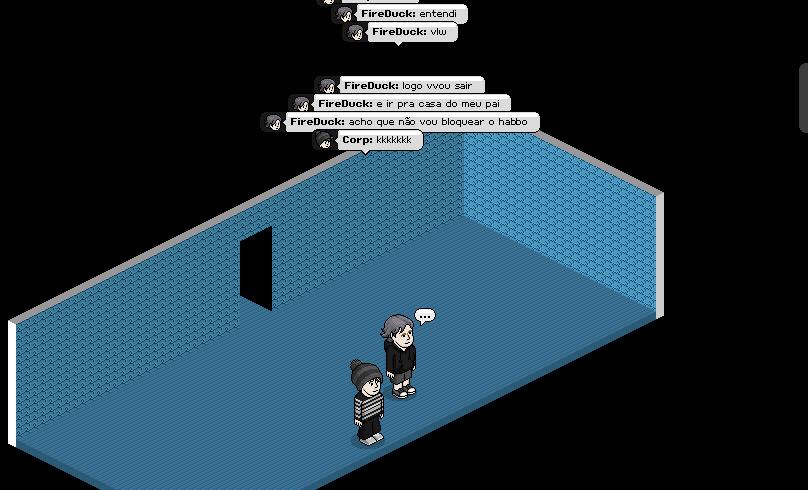 FireDuck: entendi
FireDuck: vlw
FireDuck: logo vvou sair
FireDuck: e ir pra casa do meu pai
FireDuck: acho que não vou bloquear o habbo
Corp: kkkkkkk
...